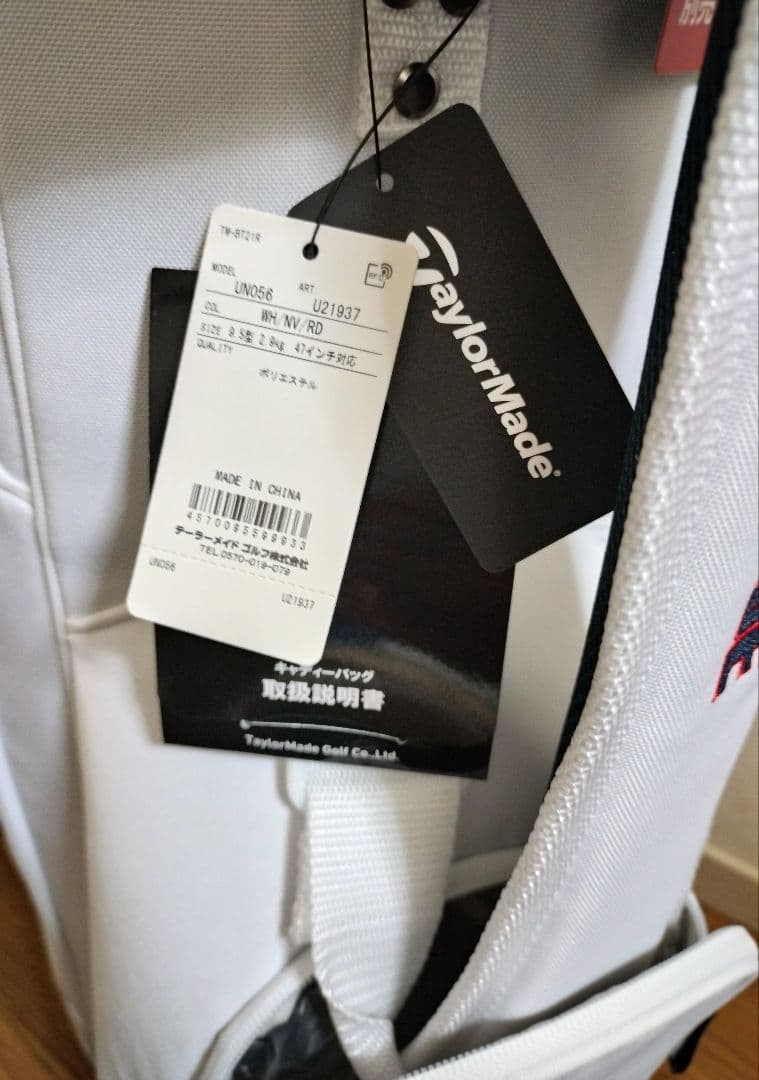 別売
TM-BT21R
MODEL
UN056
ART
U21937
COL.
WH/NV/RD
SIZE 9.5型 2.9kg 47インチ対応
QUALITY
ポリエステル
MADE IN CHINA
テーラーメイド ゴルフ株式会社
TEL.0570-019-079
UN056
U21937
TaylorMade
キャディーバッグ
取扱説明書
TaylorMade Golf Co.,Ltd.